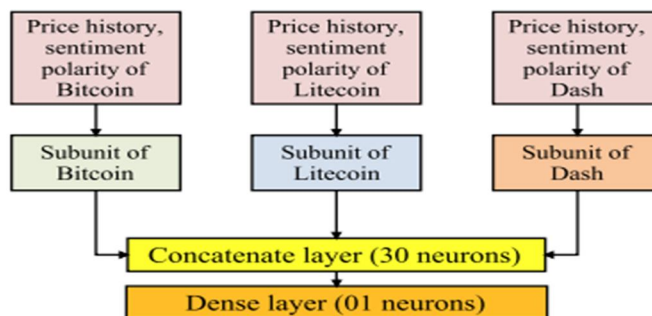 Price history,
sentiment
polarity of
Bitcoin
Price history,
sentiment
polarity of
Litecoin
Price history,
sentiment
polarity of
Dash
Subunit of
Bitcoin
Subunit of
Litecoin
Subunit of
Dash
Concatenate layer (30 neurons)
Dense layer (01 neurons)